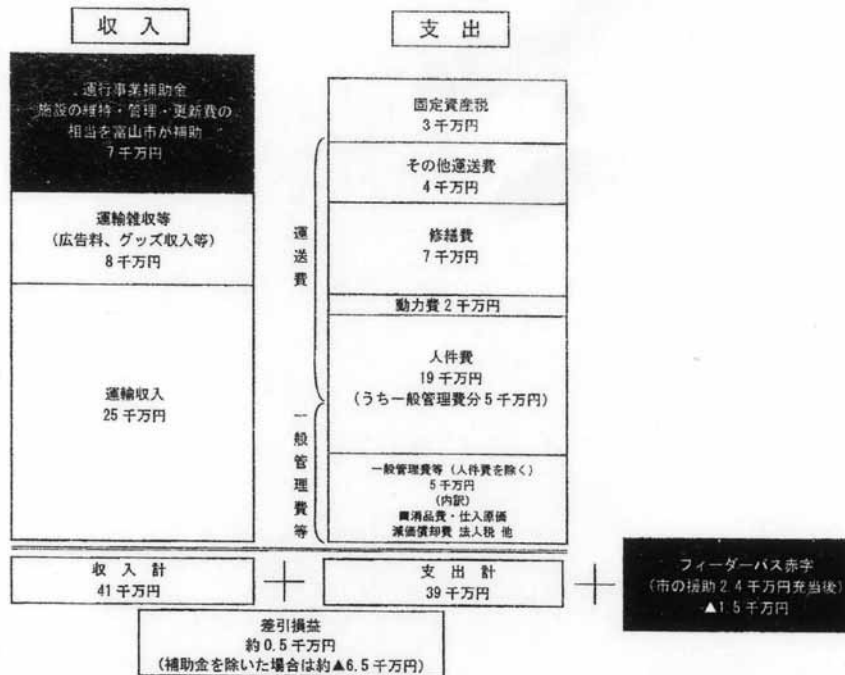 収入
運行事業補助金
施設の維持・管理・更新費の
相当を富山市が補助
7千万円
運輸雑収等
(広告料、グッズ収入等)
8千万円
運輸収入
25千万円
収入計
41千万円
支出
固定資産税
3千万円
その他運送費
4千万円
修繕費
7千万円
動力費2千万円
人件費
19千万円
(うち一般管理費分5千万円)
一般管理費等(人件費を除く)
5千万円
(内訳)
消品費・仕入原価
減価償却費 法人税 他
運送費
一般管理費等
支出計
39千万円
フィーダーバス赤字
(市の援助2.4千万円充当後)
▲1.5千万円
差引損益
約0.5千万円
(補助金を除いた場合は約▲6.5千万円)